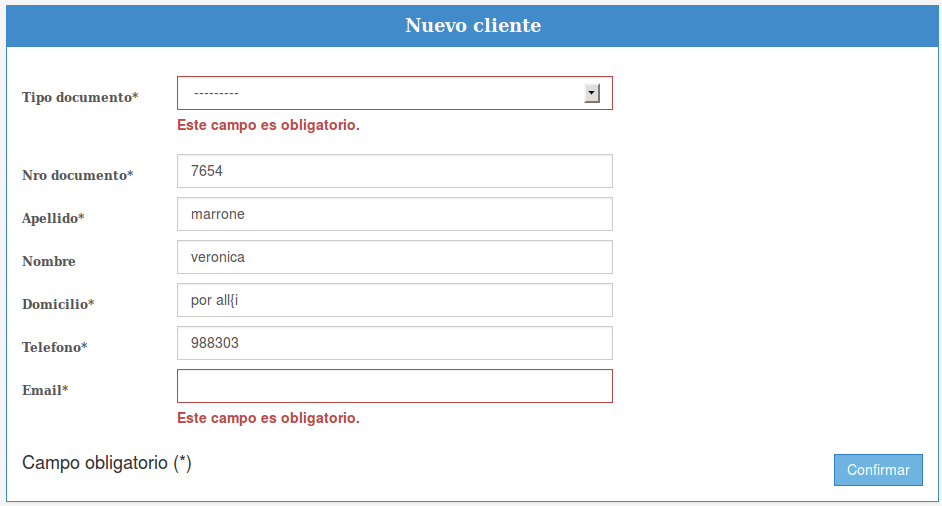 Nuevo cliente
Tipo documento* ---------
Este campo es obligatorio.
Nro documento* 7654
Apellido* marrone
Nombre veronica
Domicilio* por all{i
Telefono* 988303
Email*
Este campo es obligatorio.
Campo obligatorio (*) Confirmar